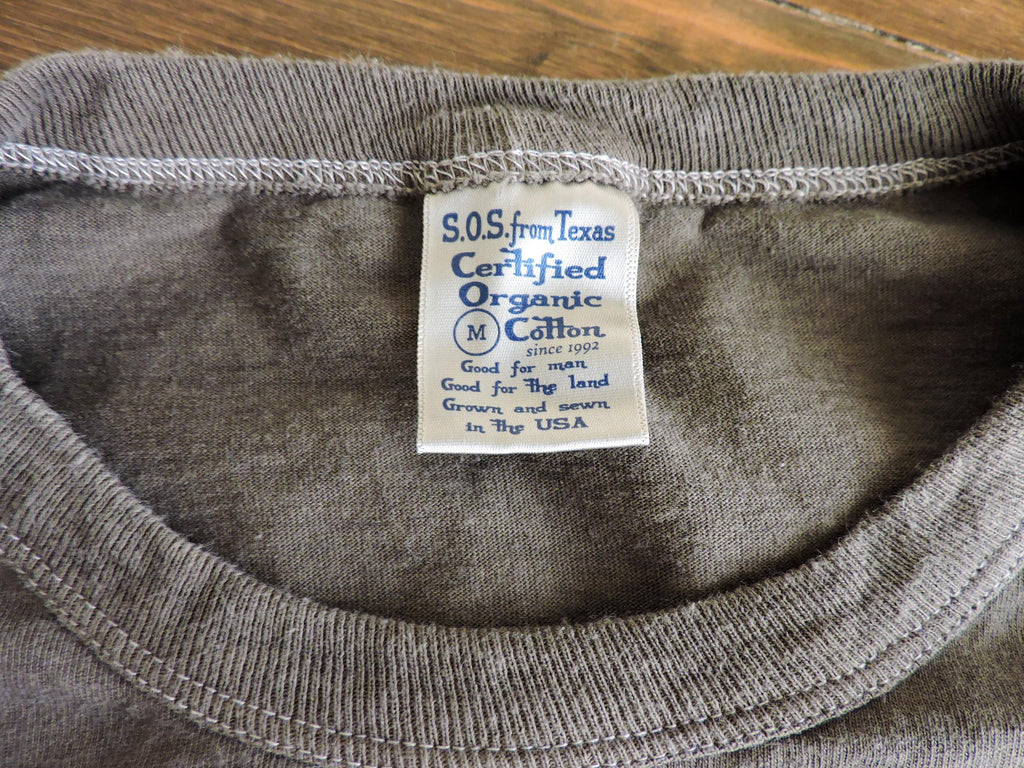 S.O.S. from Texas
Certified
Organic
M Cotton
since 1992
Good for man
Good for the land
Grown and sewn
in the USA